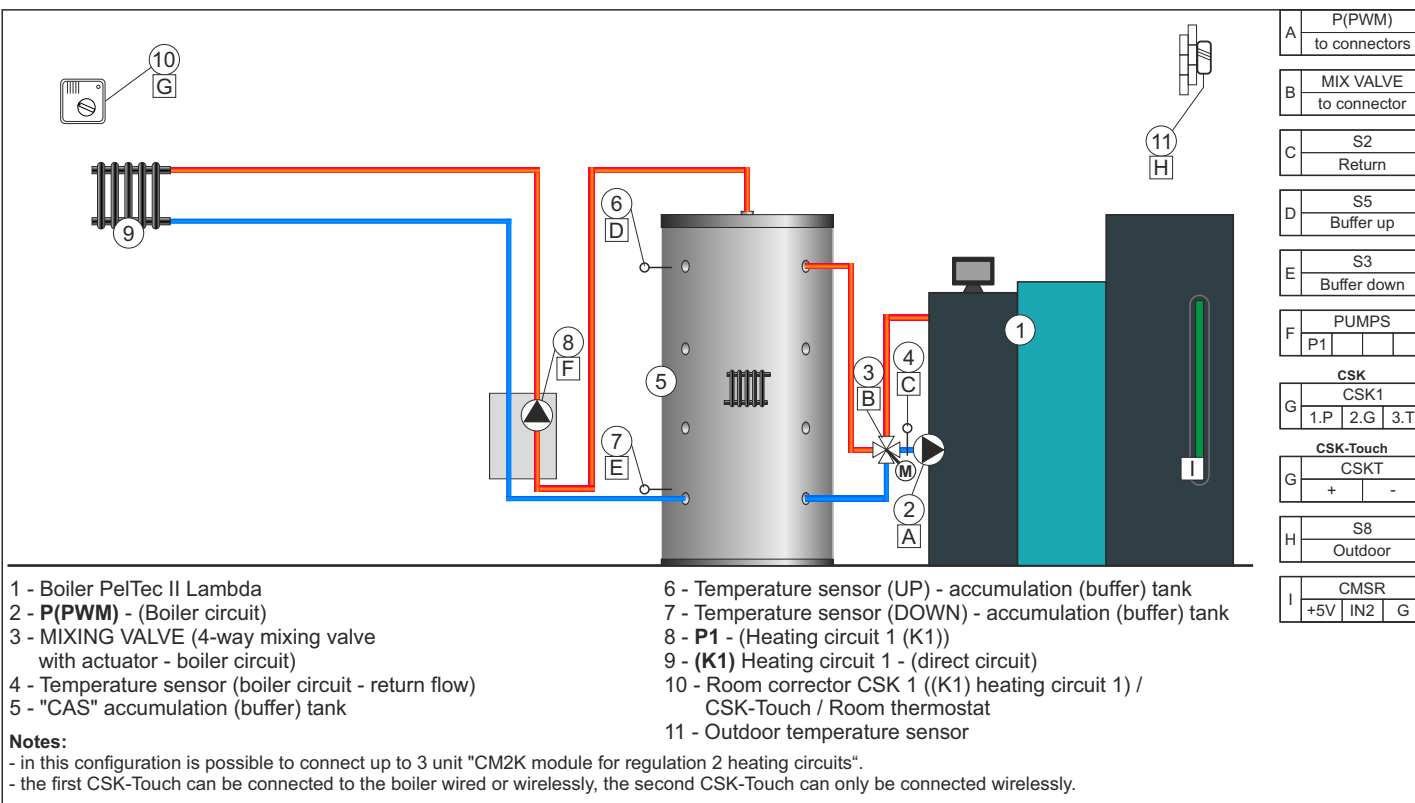 10
G
11
H
9
6
D
5
7
E
8
F
3
B
4
C
M
2
A
1
I
A
P(PWM)
to connectors
B
MIX VALVE
to connector
C
S2
Return
D
S5
Buffer up
E
S3
Buffer down
F
PUMPS
P1
CSK
G
CSK1
1.P 2.G 3.T
CSK-Touch
G
CSKT
+ -
H
S8
Outdoor
I
CMSR
+5V IN2 G
1 - Boiler PelTec II Lambda
2 - P(PWM) - (Boiler circuit)
3 - MIXING VALVE (4-way mixing valve
with actuator - boiler circuit)
4 - Temperature sensor (boiler circuit - return flow)
5 - "CAS" accumulation (buffer) tank
6 - Temperature sensor (UP) - accumulation (buffer) tank
7 - Temperature sensor (DOWN) - accumulation (buffer) tank
8 - P1 - (Heating circuit 1 (K1))
9 - (K1) Heating circuit 1 - (direct circuit)
10 - Room corrector CSK 1 ((K1) heating circuit 1) /
CSK-Touch / Room thermostat
11 - Outdoor temperature sensor
Notes:
- in this configuration is possible to connect up to 3 unit "CM2K module for regulation 2 heating circuits“.
- the first CSK-Touch can be connected to the boiler wired or wirelessly, the second CSK-Touch can only be connected wirelessly.